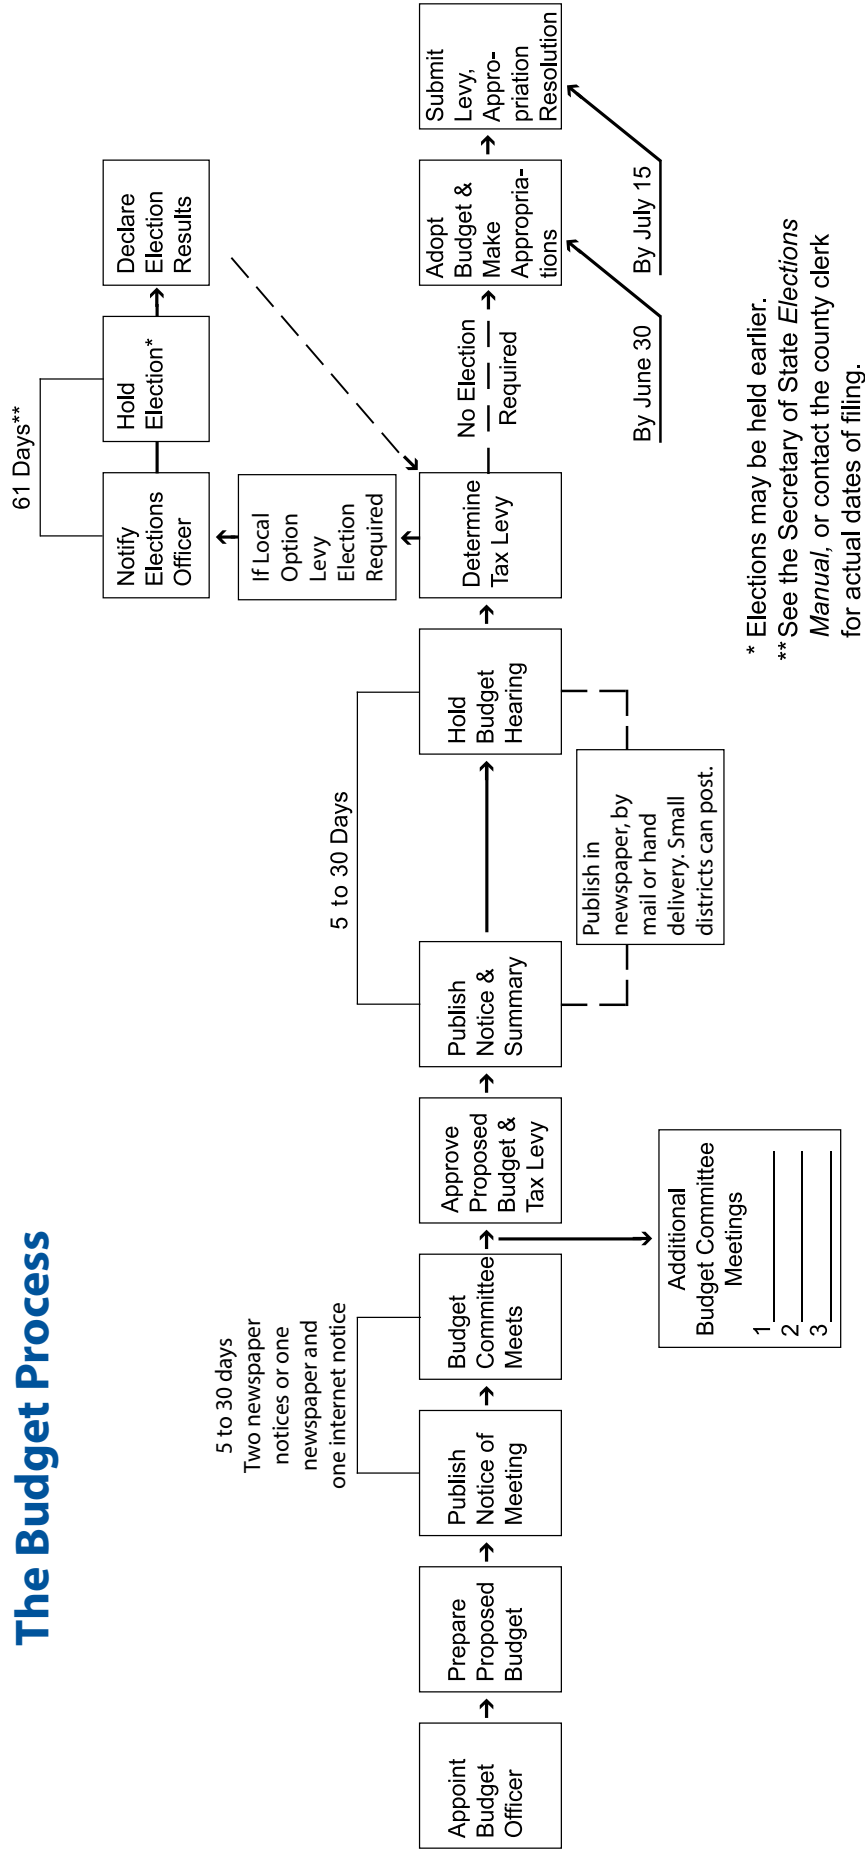 The Budget Process
Appoint
Budget
Officer
Prepare
Proposed
Budget
Publish
Notice of
Meeting
5 to 30 days
Two newspaper
notices or one
newspaper and
one internet notice
Budget
Committee
Meets
Additional
Budget Committee
Meetings
1
2
3
Approve
Proposed
Budget &
Tax Levy
Publish
Notice &
Summary
5 to 30 Days
Publish in
newspaper, by
mail or hand
delivery. Small
districts can post.
Hold
Budget
Hearing
Determine
Tax Levy
If Local
Option
Levy
Election
Required
Notify
Elections
Officer
61 Days**
Hold
Election*
Declare
Election
Results
No Election
Required
Adopt
Budget &
Make
Appropria-
tions
By June 30
Submit
Levy,
Appro-
priation
Resolution
By July 15
* Elections may be held earlier.
** See the Secretary of State Elections
Manual, or contact the county clerk
for actual dates of filing.